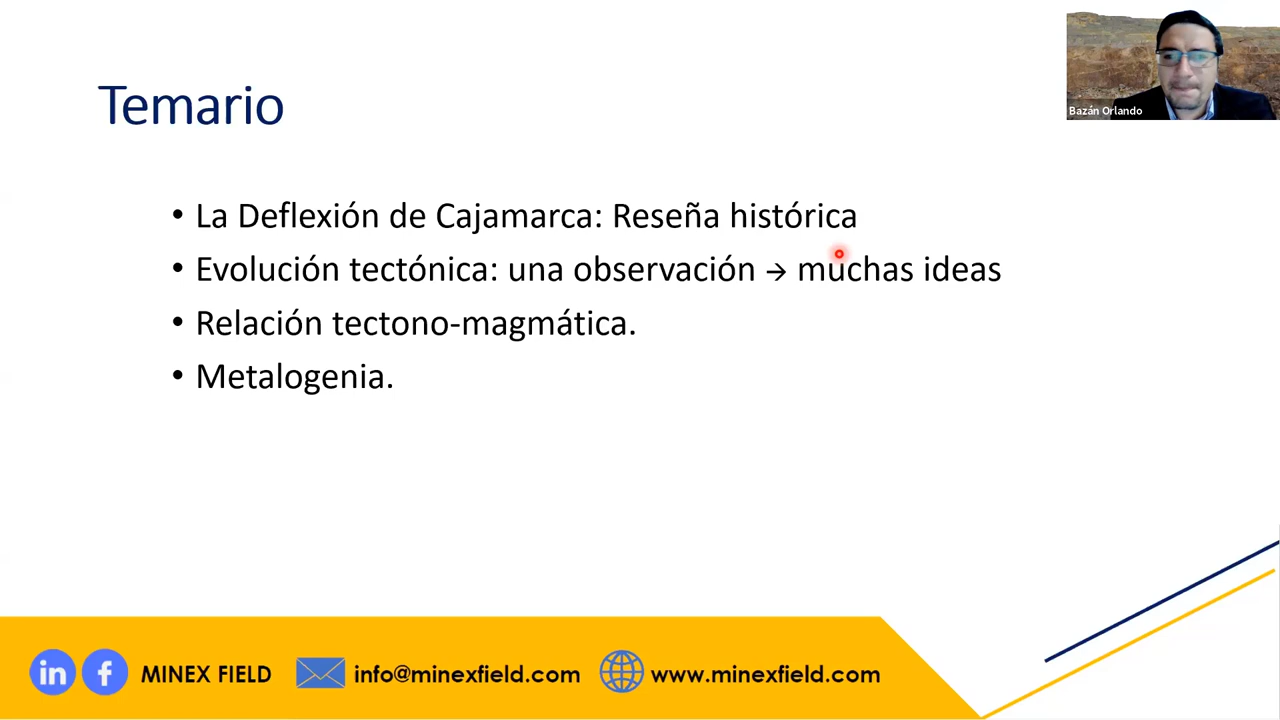 Temario
Bazán Orlando
• La Deflexión de Cajamarca: Reseña histórica
• Evolución tectónica: una observación → muchas ideas
• Relación tectono-magmática.
• Metalogenia.
in f MINEX FIELD info@minexfield.com www.minexfield.com